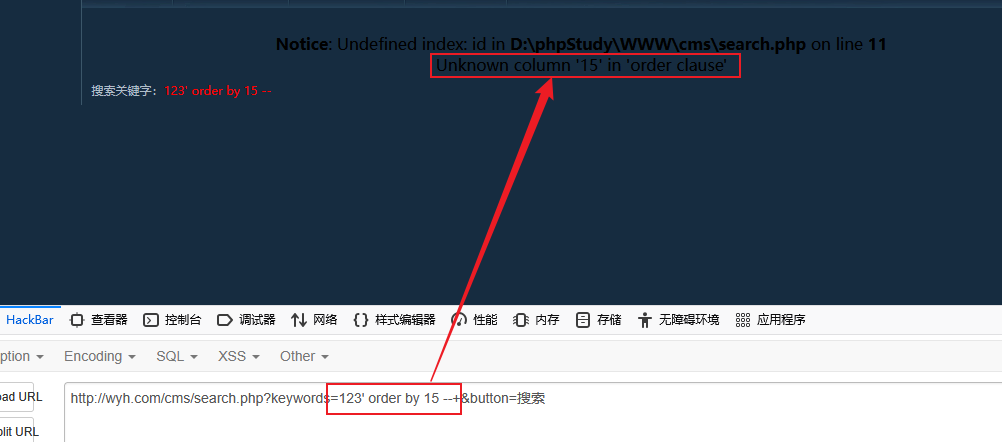 Notice: Undefined index: id in D:\phpStudy\WWW\cms\search.php on line 11
Unknown column '15' in 'order clause'
搜索关键字：123' order by 15 --
HackBar 查看器 控制台 调试器 网络 样式编辑器 性能 内存 存储 无障碍环境 应用程序
ption Encoding SQL XSS Other
oad URL
http://wyh.com/cms/search.php?keywords=123' order by 15 --+&button=搜索
plit URL